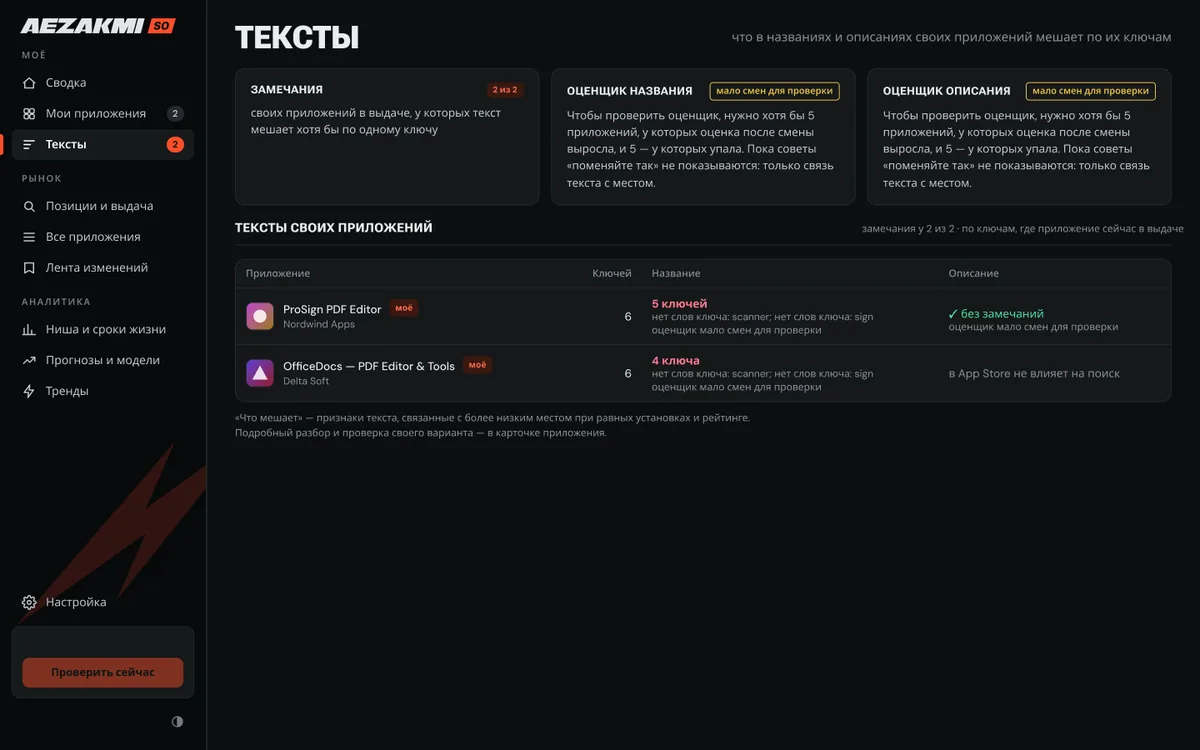 AEZAKMI SO
МОЁ
Сводка
Мои приложения 2
Тексты 2
РЫНОК
Позиции и выдача
Все приложения
Лента изменений
АНАЛИТИКА
Ниша и сроки жизни
Прогнозы и модели
Тренды
Настройка
Проверить сейчас
ТЕКСТЫ
что в названиях и описаниях своих приложений мешает по их ключам
ЗАМЕЧАНИЯ 2 из 2
своих приложений в выдаче, у которых текст
мешает хотя бы по одному ключу
ОЦЕНЩИК НАЗВАНИЯ мало смен для проверки
Чтобы проверить оценщик, нужно хотя бы 5
приложений, у которых оценка после смены
выросла, и 5 — у которых упала. Пока советы
«поменяйте так» не показываются: только связь
текста с местом.
ОЦЕНЩИК ОПИСАНИЯ мало смен для проверки
Чтобы проверить оценщик, нужно хотя бы 5
приложений, у которых оценка после смены
выросла, и 5 — у которых упала. Пока советы
«поменяйте так» не показываются: только связь
текста с местом.
ТЕКСТЫ СВОИХ ПРИЛОЖЕНИЙ
замечания у 2 из 2 · по ключам, где приложение сейчас в выдаче
Приложение Ключей Название Описание
ProSign PDF Editor моё
Nordwind Apps
6
5 ключей
нет слов ключа: scanner; нет слов ключа: sign
оценщик мало смен для проверки
✓ без замечаний
оценщик мало смен для проверки
OfficeDocs — PDF Editor & Tools моё
Delta Soft
6
4 ключа
нет слов ключа: scanner; нет слов ключа: sign
оценщик мало смен для проверки
в App Store не влияет на поиск
«Что мешает» — признаки текста, связанные с более низким местом при равных установках и рейтинге.
Подробный разбор и проверка своего варианта — в карточке приложения.